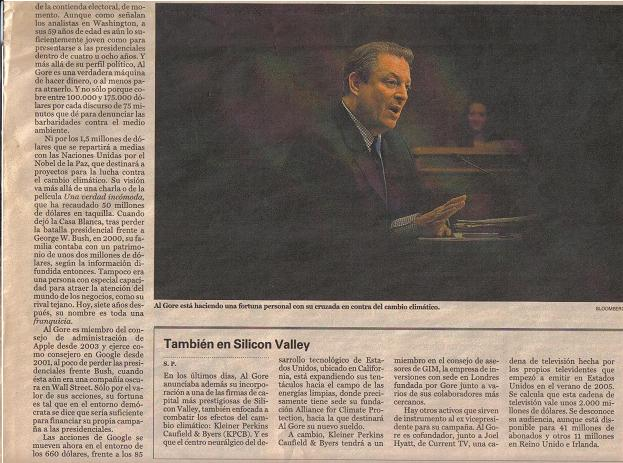 de la contienda electoral, de mo-
mento. Aunque como señalan
los analistas en Washington, a
sus 59 años de edad es aún lo su-
ficientemente joven como para
presentarse a las presidenciales
dentro de cuatro u ocho años. Y
más allá de su perfil político, Al
Gore es una verdadera máquina
de hacer dinero, o al menos pa-
ra atraerlo. Y no sólo porque co-
bre entre 100.000 y 175.000 dó-
lares por cada discurso de 75 mi-
nutos que dé para denunciar las
barbaridades contra el medio
ambiente.
Ni por los 1,5 millones de dó-
lares que se repartirá a medias
con las Naciones Unidas por el
Nobel de la Paz, que destinará a
proyectos para la lucha contra
el cambio climático. Su visión
va más allá de una charla o de la
película Una verdad incómoda,
que ha recaudado 50 millones
de dólares en taquilla. Cuando
dejó la Casa Blanca, tras perder
la batalla presidencial frente a
George W. Bush, en 2000, su fa-
milia contaba con un patrimo-
nio de unos dos millones de dó-
lares, según la información di-
fundida entonces. Tampoco era
una persona con especial capaci-
dad para atraer la atención del
mundo de los negocios, como su
rival tejano. Hoy, siete años des-
pués, su nombre es toda una
franquicia.
Al Gore es miembro del con-
sejo de administración de
Apple desde 2003 y ejerce co-
mo consejero en Google desde
2001, al poco de perder las presi-
denciales frente Bush, cuando
ésta aún era una compañía oscu-
ra en Wall Street. Sólo por el va-
lor de sus acciones, su fortuna
es tal que en el entorno demó-
crata se dice que sería suficiente
para financiar su propia campa-
ña a las presidenciales.
Las acciones de Google se
mueven ahora en el entorno de
los 660 dólares, frente a los 85
Al Gore está haciendo una fortuna personal con su cruzada en contra del cambio climático.
BLOOMBERG
También en Silicon Valley
S. P.
En los últimos días, Al Gore
anunciaba además su incorpora-
ción a una de las firmas de ca-
pital más prestigiosas de Sili-
con Valley, también enfocada a
combatir los efectos del cam-
bio climático: Kleiner Perkins
Caufield & Byers (KPCB). Y es
que el centro neurálgico del de-
sarrollo tecnológico de Esta-
dos Unidos, ubicado en Califor-
nia, está expandiendo sus ten-
táculos hacia el campo de las
energías limpias, donde preci-
samente tiene sede su funda-
ción Alliance for Climate Pro-
tection, hacia la que destinará
Al Gore su nuevo sueldo.
A cambio, Kleiner Perkins
Caufield & Byers tendrá a un
miembro en el consejo de ase-
sores de GIM, la empresa de in-
versiones con sede en Londres
fundada por Gore junto a va-
rios de sus colaboradores más
cercanos.
Hay otros activos que sirven
de instrumento al ex vicepresi-
dente para su campaña. Al Go-
re es cofundador, junto a Joel
Hyatt, de Current TV, una ca-
dena de televisión hecha por
los propios televidentes que
empezó a emitir en Estados
Unidos en el verano de 2005.
Se calcula que esta cadena de
televisión vale unos 2.000 mi-
llones de dólares. Se desconoce
su audiencia, aunque está dis-
ponible para 41 millones de
abonados y otros 11 millones
en Reino Unido e Irlanda.